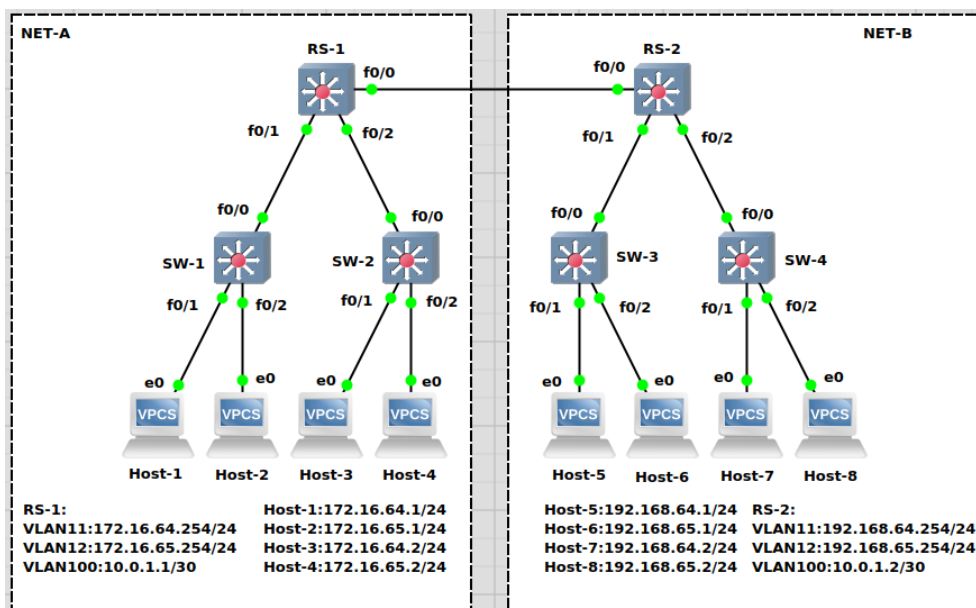 NET-A
NET-B
RS-1
RS-2
f0/0
f0/0
f0/1
f0/2
f0/1
f0/2
f0/0
f0/0
f0/0
f0/0
SW-1
SW-2
SW-3
SW-4
f0/1
f0/2
f0/1
f0/2
f0/1
f0/2
f0/1
f0/2
e0
e0
e0
e0
e0
e0
e0
e0
VPCS
VPCS
VPCS
VPCS
VPCS
VPCS
VPCS
VPCS
Host-1
Host-2
Host-3
Host-4
Host-5
Host-6
Host-7
Host-8
RS-1:
VLAN11:172.16.64.254/24
VLAN12:172.16.65.254/24
VLAN100:10.0.1.1/30
Host-1:172.16.64.1/24
Host-2:172.16.65.1/24
Host-3:172.16.64.2/24
Host-4:172.16.65.2/24
Host-5:192.168.64.1/24
Host-6:192.168.65.1/24
Host-7:192.168.64.2/24
Host-8:192.168.65.2/24
RS-2:
VLAN11:192.168.64.254/24
VLAN12:192.168.65.254/24
VLAN100:10.0.1.2/30